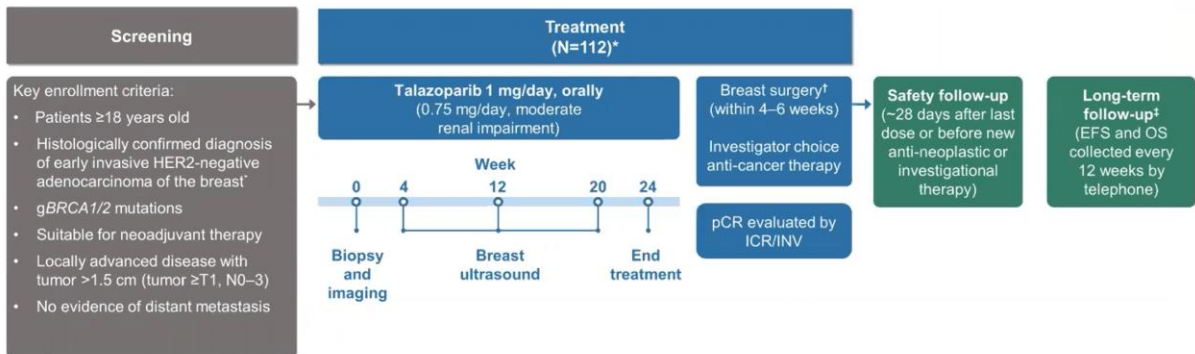 Screening
Treatment
(N=112)*
Key enrollment criteria:
• Patients ≥18 years old
• Histologically confirmed diagnosis
of early invasive HER2-negative
adenocarcinoma of the breast*
• gBRCA1/2 mutations
• Suitable for neoadjuvant therapy
• Locally advanced disease with
tumor >1.5 cm (tumor ≥T1, N0–3)
• No evidence of distant metastasis
Talazoparib 1 mg/day, orally
(0.75 mg/day, moderate
renal impairment)
Week
0 4 12 20 24
Biopsy
and
imaging
Breast
ultrasound
End
treatment
Breast surgery†
(within 4–6 weeks)
Investigator choice
anti-cancer therapy
pCR evaluated by
ICR/INV
Safety follow-up
(~28 days after last
dose or before new
anti-neoplastic or
investigational
therapy)
Long-term
follow-up‡
(EFS and OS
collected every
12 weeks by
telephone)